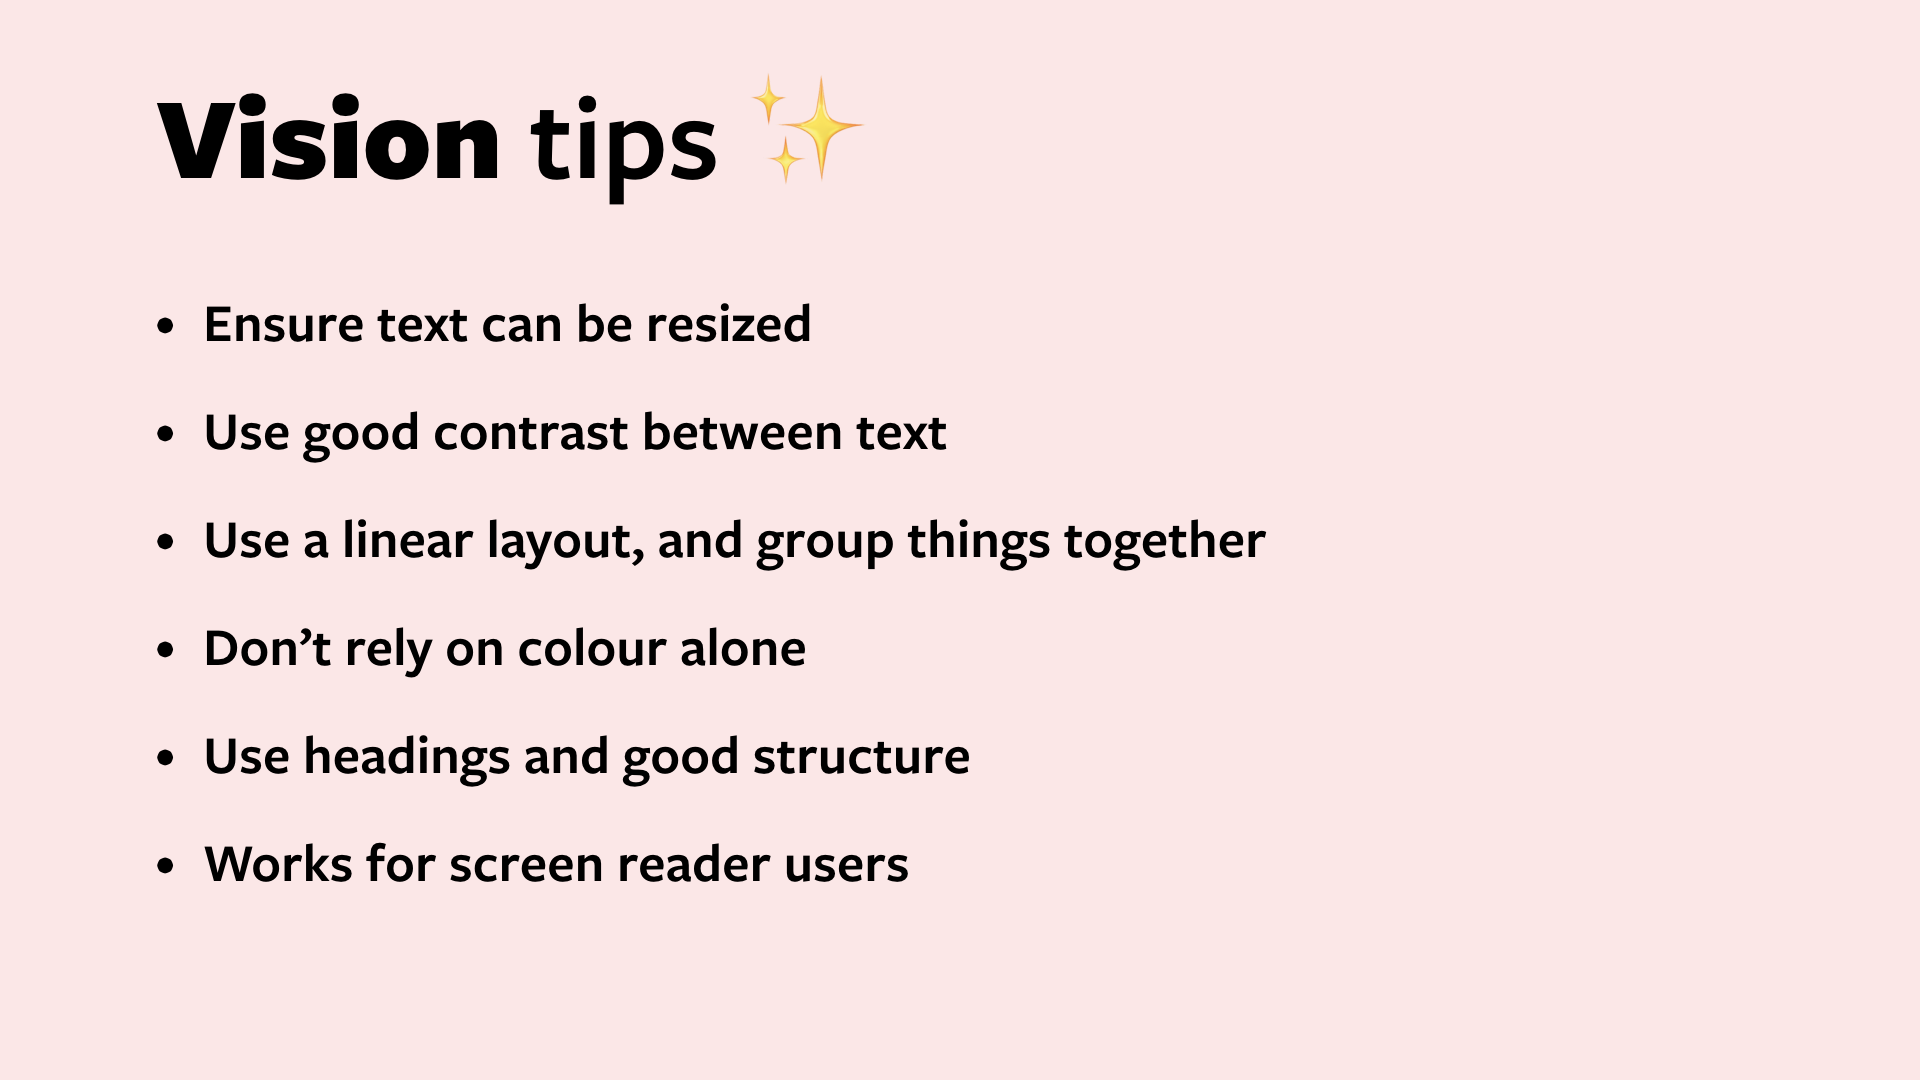 Vision tips ✨
• Ensure text can be resized
• Use good contrast between text
• Use a linear layout, and group things together
• Don’t rely on colour alone
• Use headings and good structure
• Works for screen reader users